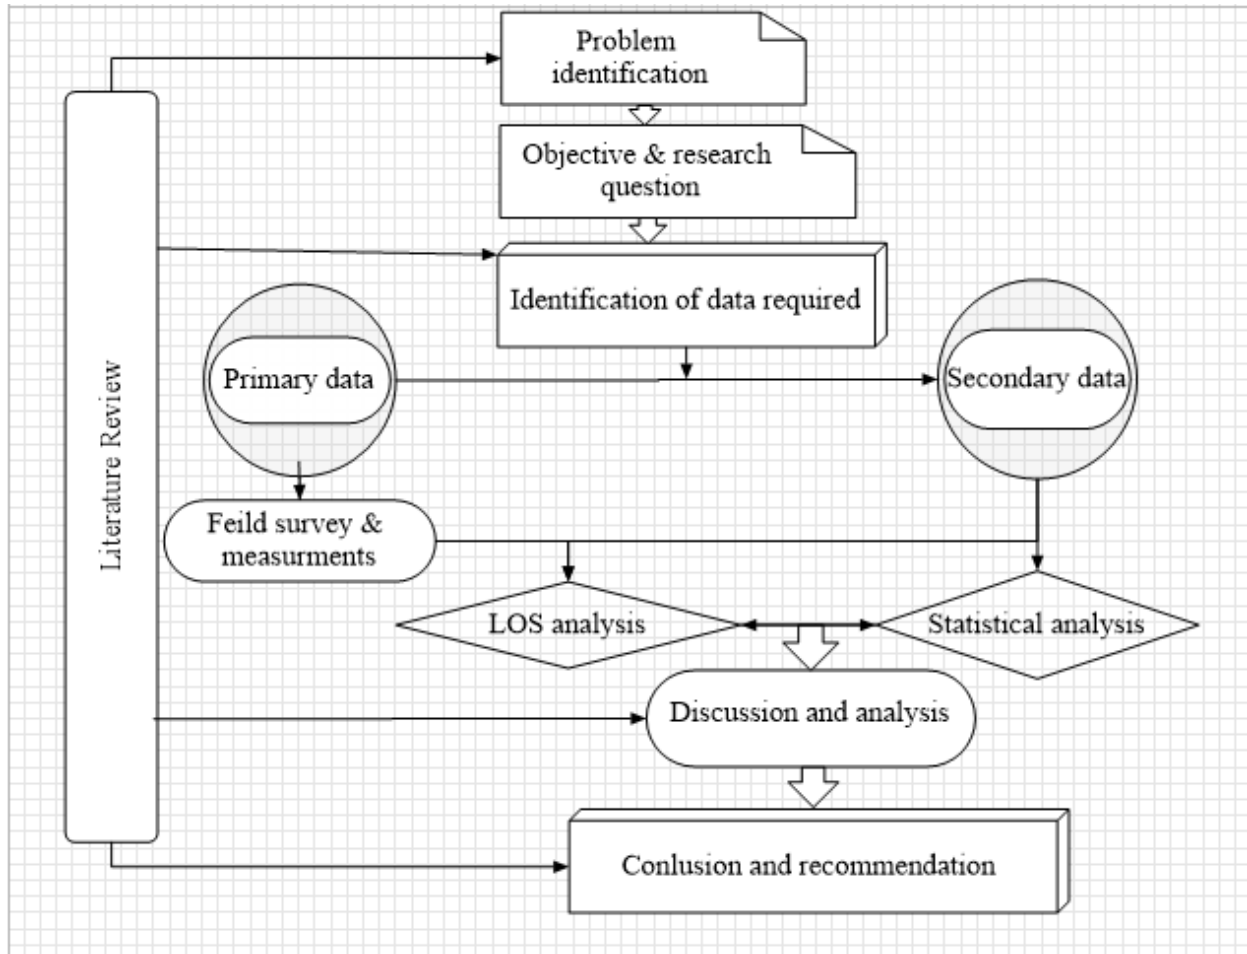 Problem
identification
Objective & research
question
Identification of data required
Primary data
Secondary data
Literature Review
Feild survey &
measurments
LOS analysis
Statistical analysis
Discussion and analysis
Conlusion and recommendation